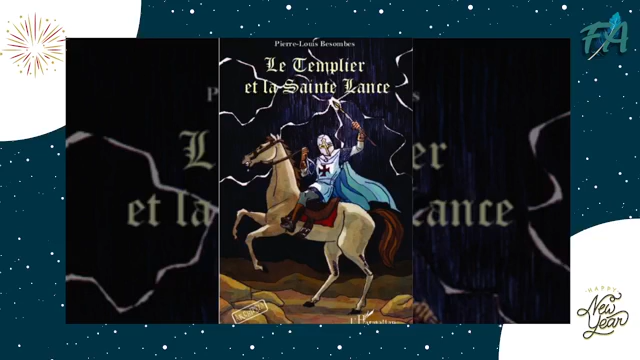 Pierre-Louis Besombes
Le Templier
et la Sainte Lance
FA
HAPPY
New
Year